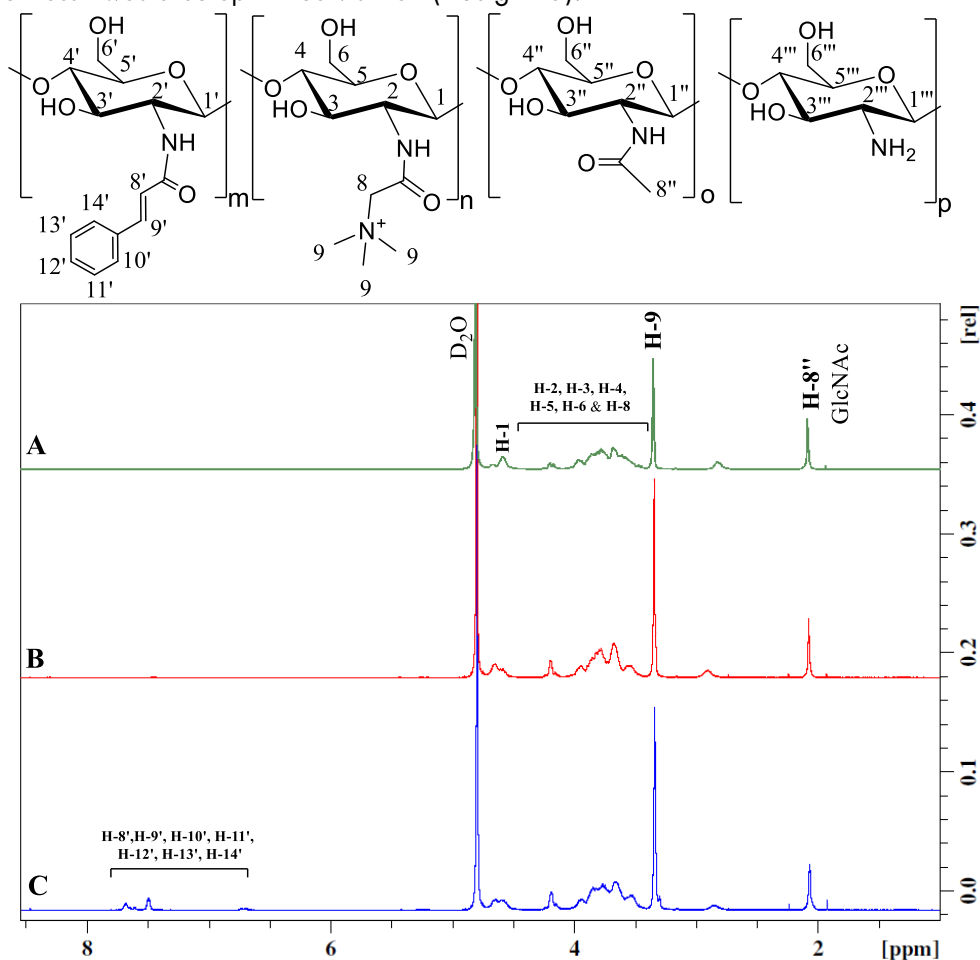 OH
6'
4'
5'
O
O
2'
HO
3'
1'
NH
8'
O
14'
9'
13'
12'
10'
11'
m
OH
6
4
5
O
O
2
HO
3
1
NH
8
O
N+
9
9
9
n
OH
6''
4''
5''
O
O
2''
HO
3''
1''
NH
O
8''
o
OH
6'''
4'''
5'''
O
O
2'''
HO
3'''
1'''
NH2
p
D2O
H-9
H-8''
GlcNAc
[rel]
H-2, H-3, H-4,
H-5, H-6 & H-8
H-1
0.4
A
0.3
B
0.2
0.1
H-8',H-9', H-10', H-11',
H-12', H-13', H-14'
C
0.0
8 6 4 2 [ppm]